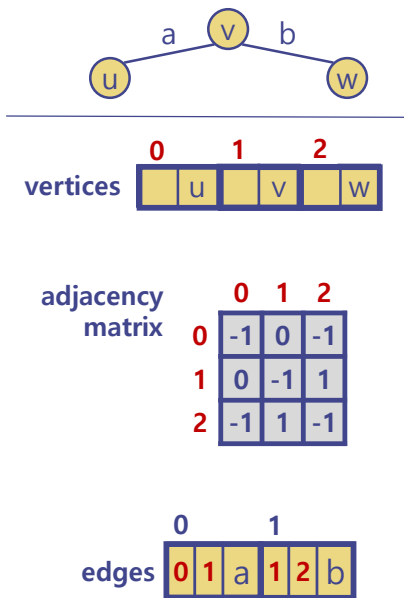 a v b
u w
0 1 2
vertices u v w
adjacency matrix
0 1 2
0 -1 0 -1
1 0 -1 1
2 -1 1 -1
0 1
edges 0 1 a 1 2 b